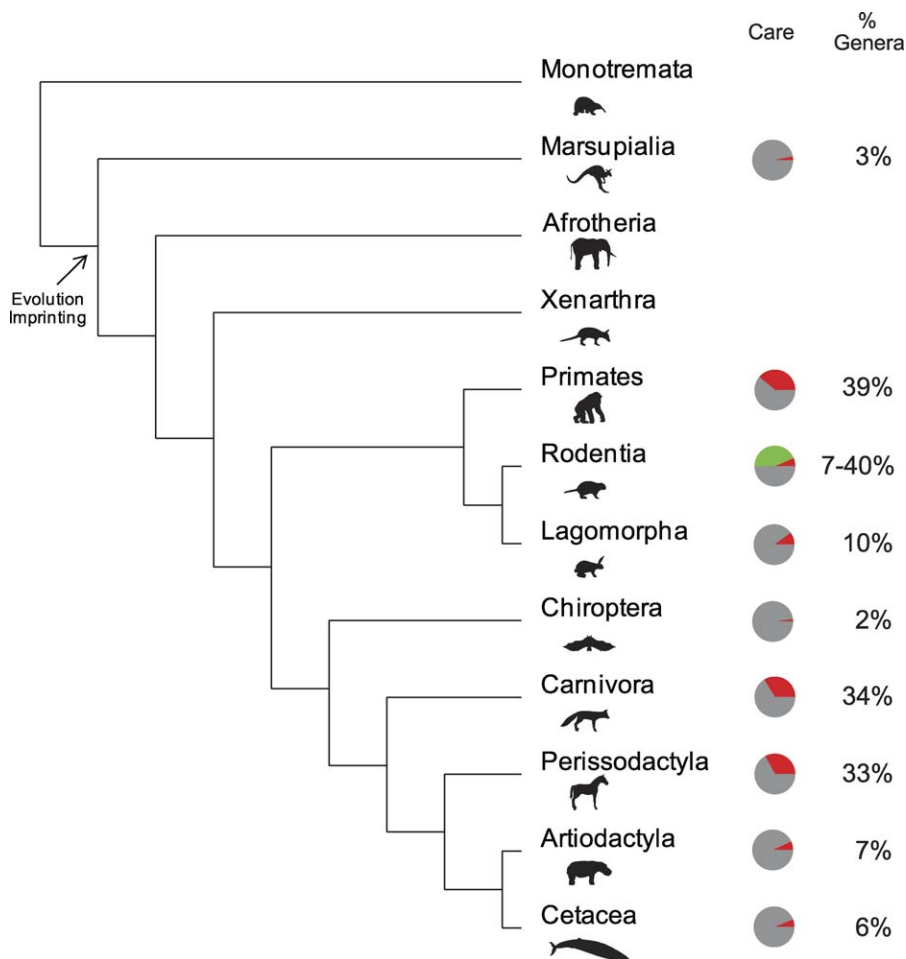 Care
%
Genera
Monotremata
Marsupialia
3%
Afrotheria
Evolution
Imprinting
Xenarthra
Primates
39%
Rodentia
7-40%
Lagomorpha
10%
Chiroptera
2%
Carnivora
34%
Perissodactyla
33%
Artiodactyla
7%
Cetacea
6%